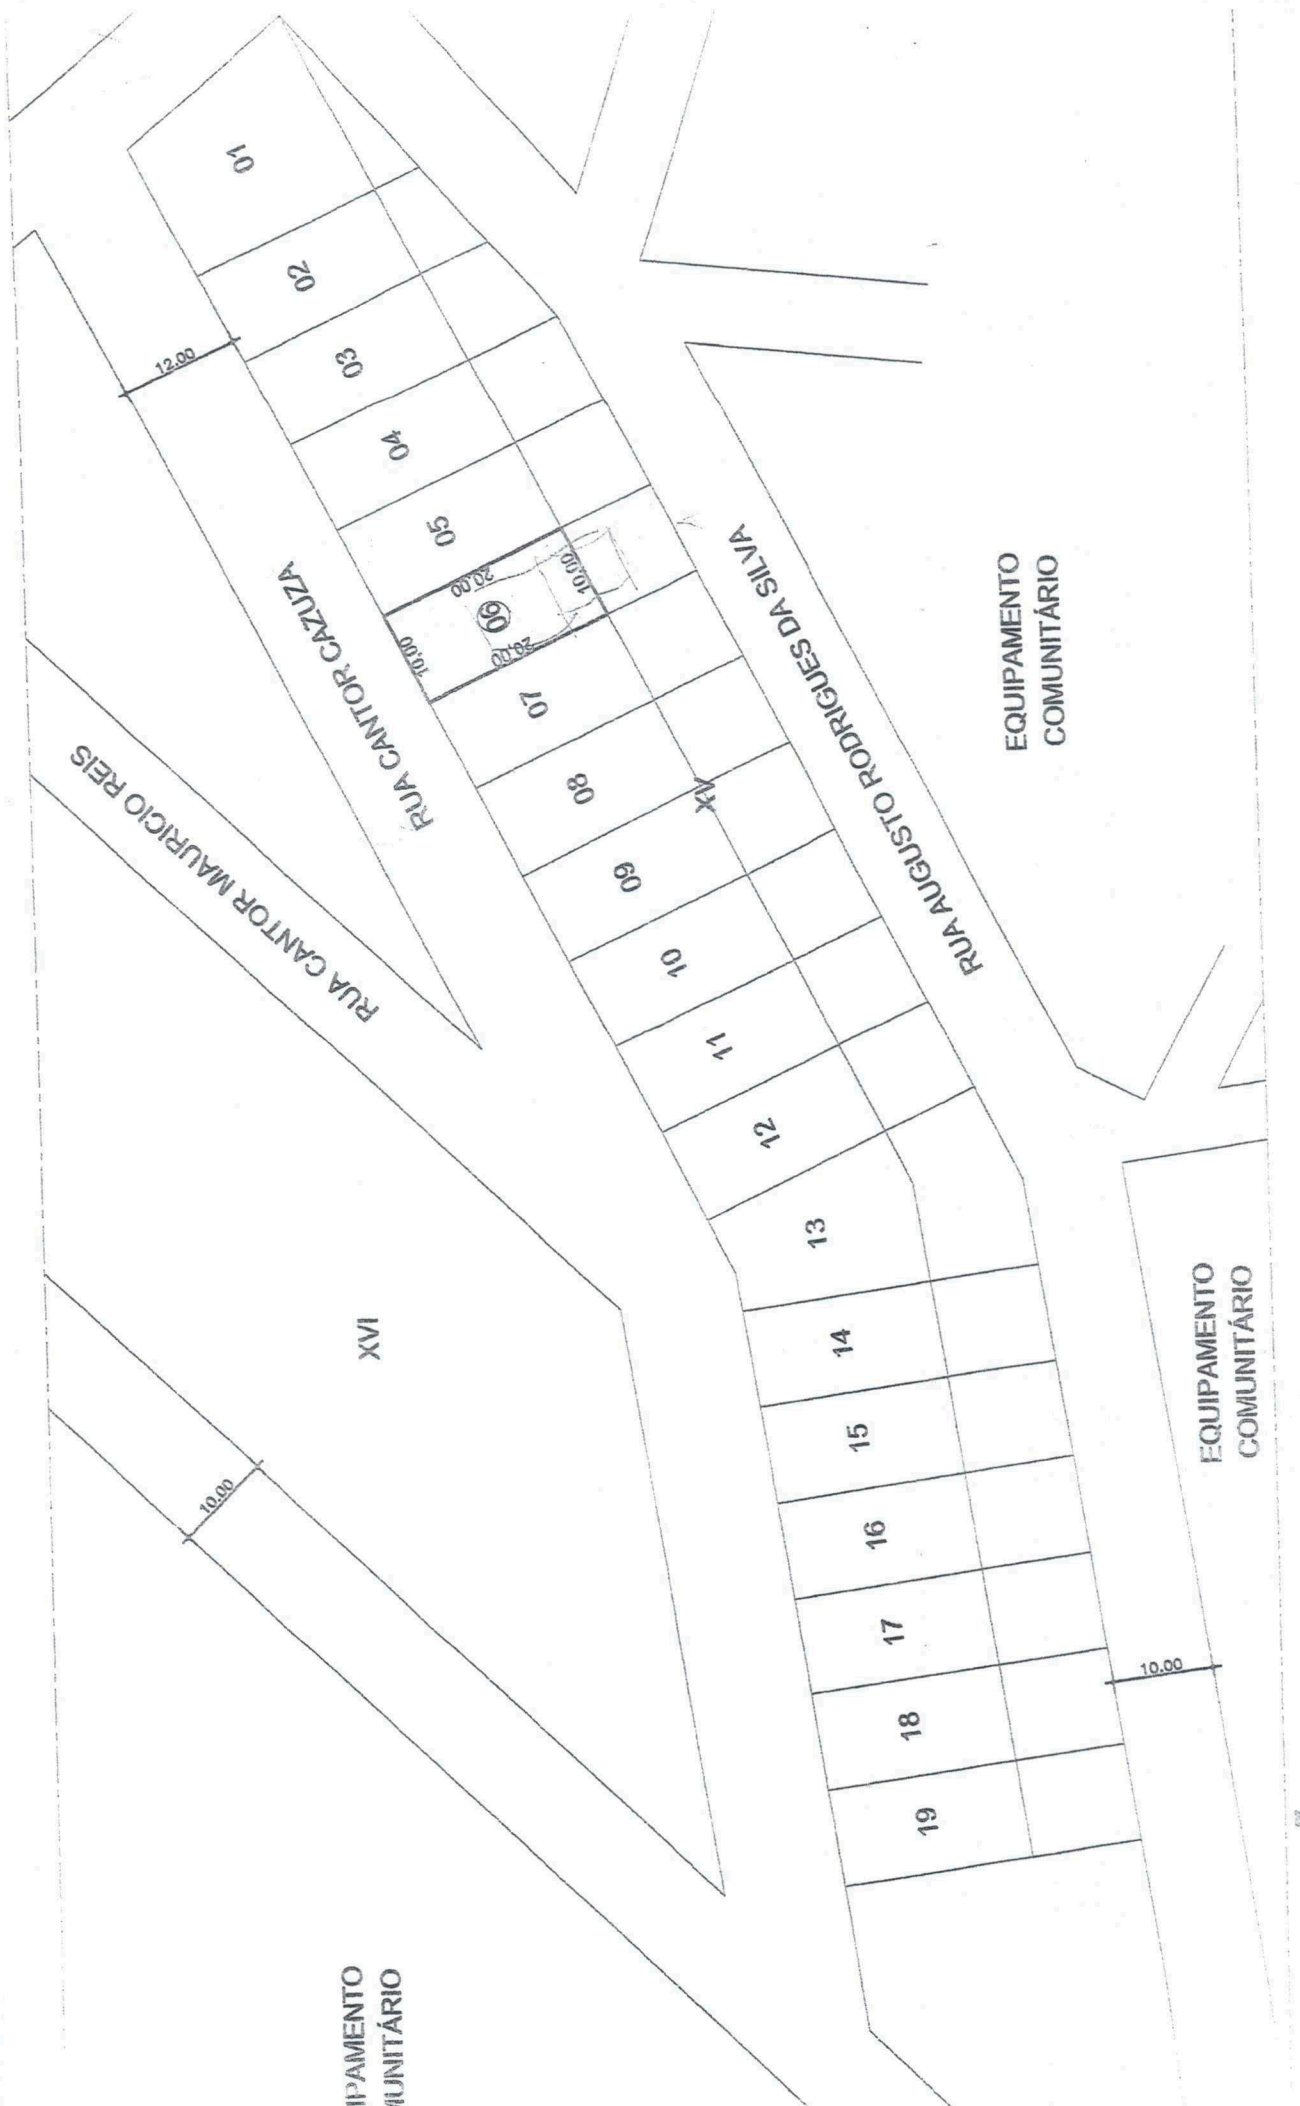 01
02
03
04
05
06
07
08
09
10
11
12
13
14
15
16
17
18
19
12.00
RUA CANTOR CAZUZA
10.00
20.00
20.00
10.00
RUA CANTOR MAURICIO REIS
XIV
RUA AUGUSTO RODRIGUES DA SILVA
EQUIPAMENTO
COMUNITÁRIO
XVI
10.00
EQUIPAMENTO
COMUNITÁRIO
10.00
IPAMENTO
MUNITÁRIO